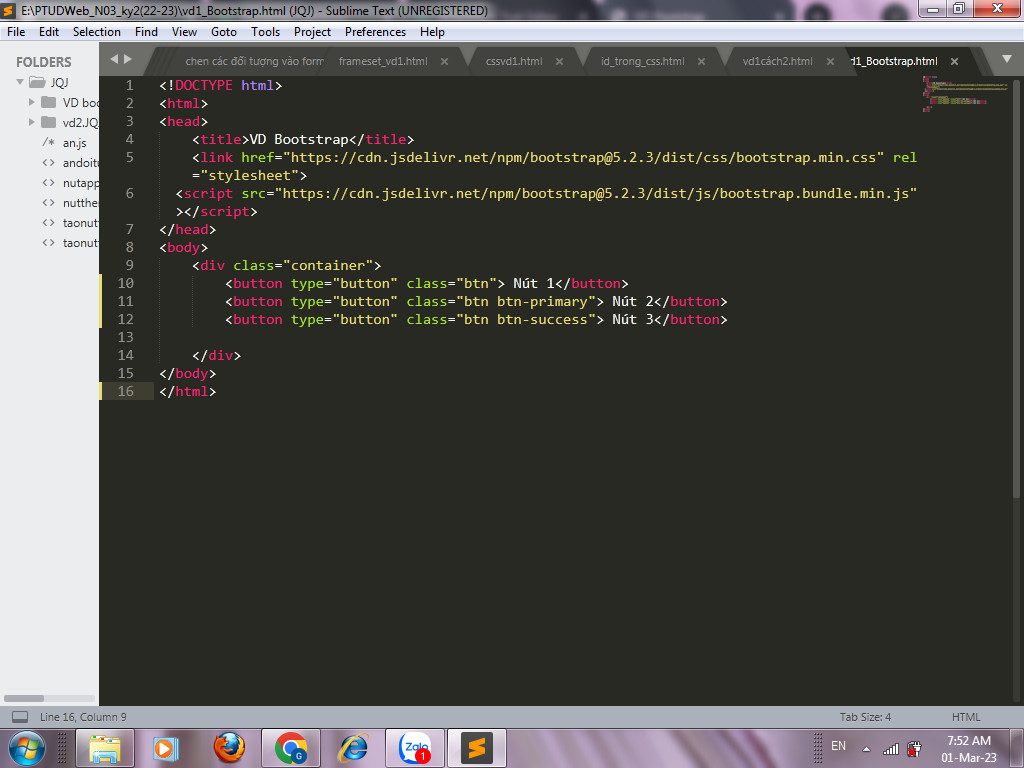 E:\PTUDWeb_N03_ky2(22-23)\vd1_Bootstrap.html (JQJ) - Sublime Text (UNREGISTERED)
File Edit Selection Find View Goto Tools Project Preferences Help
FOLDERS
JQJ
VD boo
vd2.JQ
an.js
andoitu
nutapp
nutther
taonut
taonut
chen các đối tượng vào form
frameset_vd1.html
cssvd1.html
id_trong_css.html
vd1cách2.html
d1_Bootstrap.html
1 <!DOCTYPE html>
2 <html>
3 <head>
4 <title>VD Bootstrap</title>
5 <link href="https://cdn.jsdelivr.net/npm/bootstrap@5.2.3/dist/css/bootstrap.min.css" rel
="stylesheet">
6 <script src="https://cdn.jsdelivr.net/npm/bootstrap@5.2.3/dist/js/bootstrap.bundle.min.js"
></script>
7 </head>
8 <body>
9 <div class="container">
10 <button type="button" class="btn"> Nút 1</button>
11 <button type="button" class="btn btn-primary"> Nút 2</button>
12 <button type="button" class="btn btn-success"> Nút 3</button>
13
14 </div>
15 </body>
16 </html>
Line 16, Column 9
Tab Size: 4
HTML
Zalo
1
G
EN
7:52 AM
01-Mar-23